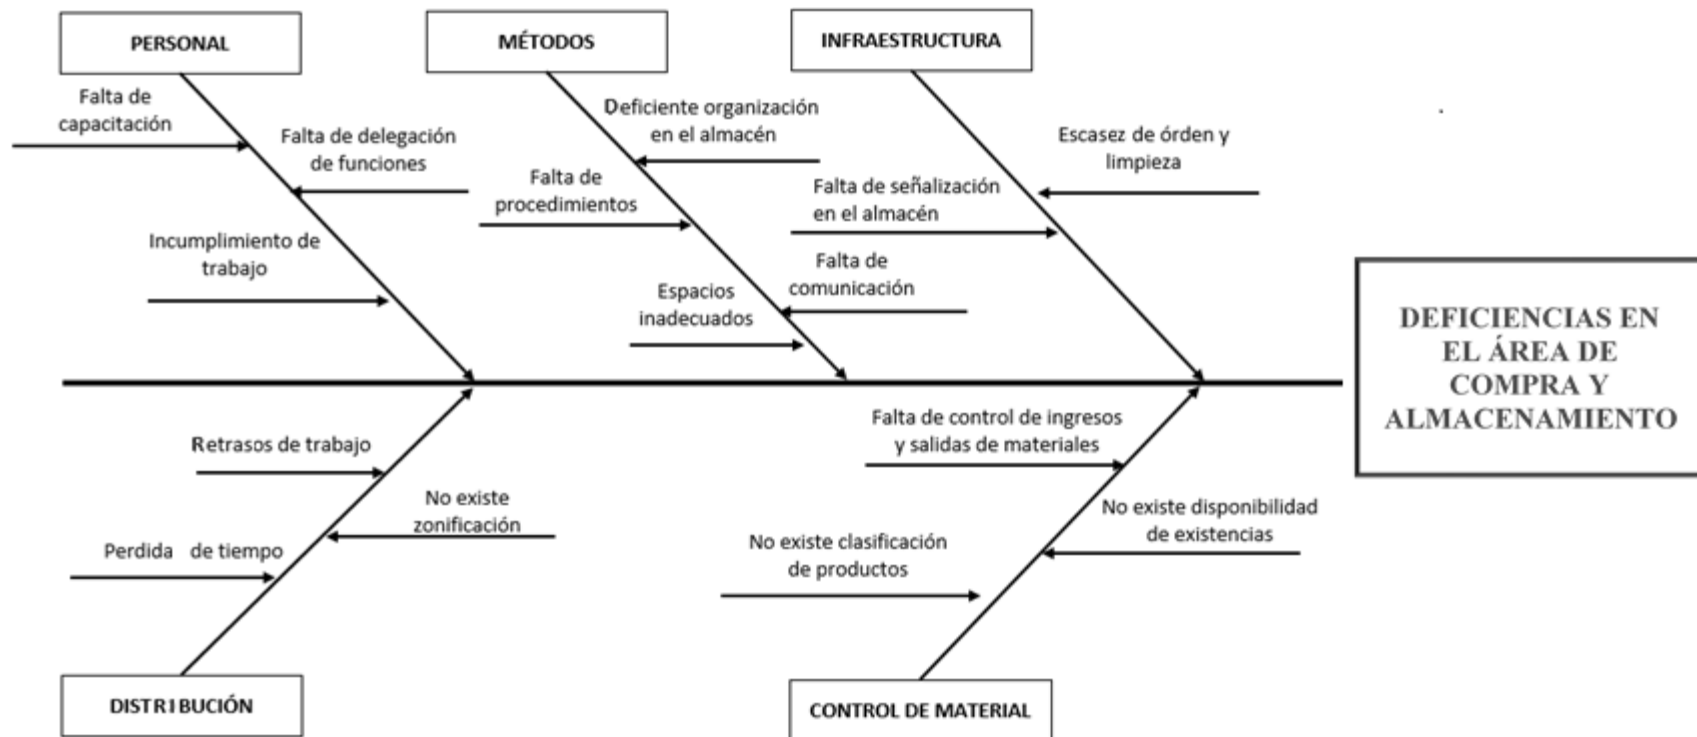 PERSONAL
MÉTODOS
INFRAESTRUCTURA
Falta de
capacitación
Falta de delegación
de funciones
Incumplimiento de
trabajo
Deficiente organización
en el almacén
Falta de
procedimientos
Falta de
comunicación
Espacios
inadecuados
Escasez de órden y
limpieza
Falta de señalización
en el almacén
DEFICIENCIAS EN
EL ÁREA DE
COMPRA Y
ALMACENAMIENTO
Retrasos de trabajo
No existe
zonificación
Perdida de tiempo
Falta de control de ingresos
y salidas de materiales
No existe disponibilidad
de existencias
No existe clasificación
de productos
DISTRIBUCIÓN
CONTROL DE MATERIAL